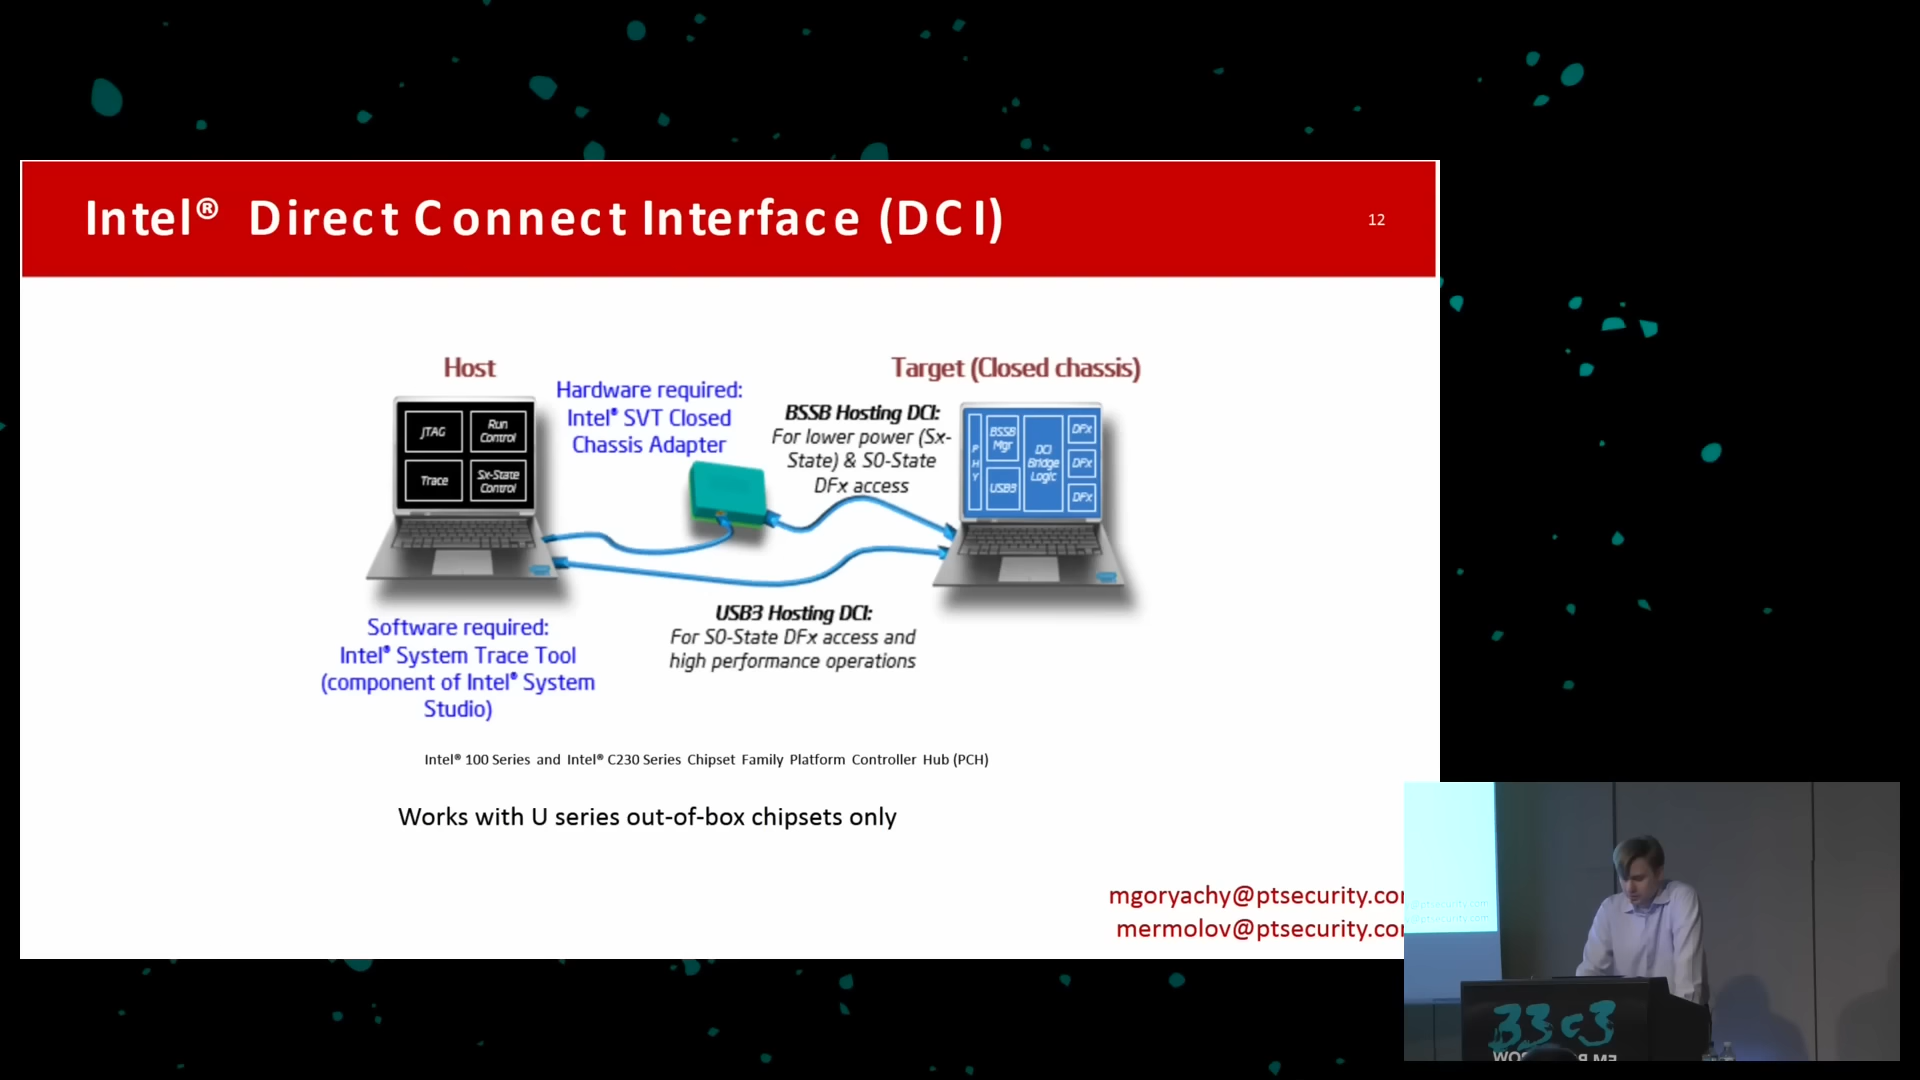 Intel® Direct Connect Interface (DCI)
12
Host
Target (Closed chassis)
Hardware required:
Intel® SVT Closed
Chassis Adapter
BSSB Hosting DCI:
For lower power (Sx-
State) & S0-State
DFx access
JTAG
Run
Control
Trace
Sx-State
Control
PHY
BSSB
Mgr
USB3
DCI
Bridge
Logic
DFx
DFx
DFx
USB3 Hosting DCI:
For S0-State DFx access and
high performance operations
Software required:
Intel® System Trace Tool
(component of Intel® System
Studio)
Intel® 100 Series and Intel® C230 Series Chipset Family Platform Controller Hub (PCH)
Works with U series out-of-box chipsets only
mgoryachy@ptsecurity.co
mermolov@ptsecurity.co
33c3